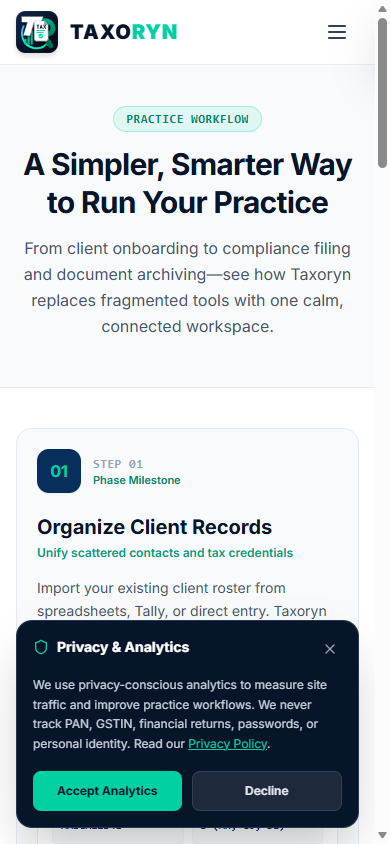 TAX
TAXORYN
PRACTICE WORKFLOW
A Simpler, Smarter Way
to Run Your Practice
From client onboarding to compliance filing
and document archiving—see how Taxoryn
replaces fragmented tools with one calm,
connected workspace.
01
STEP 01
Phase Milestone
Organize Client Records
Unify scattered contacts and tax credentials
Import your existing client roster from
spreadsheets, Tally, or direct entry. Taxoryn
Privacy & Analytics
We use privacy-conscious analytics to measure site
traffic and improve practice workflows. We never
track PAN, GSTIN, financial returns, passwords, or
personal identity. Read our Privacy Policy.
Accept Analytics
Decline